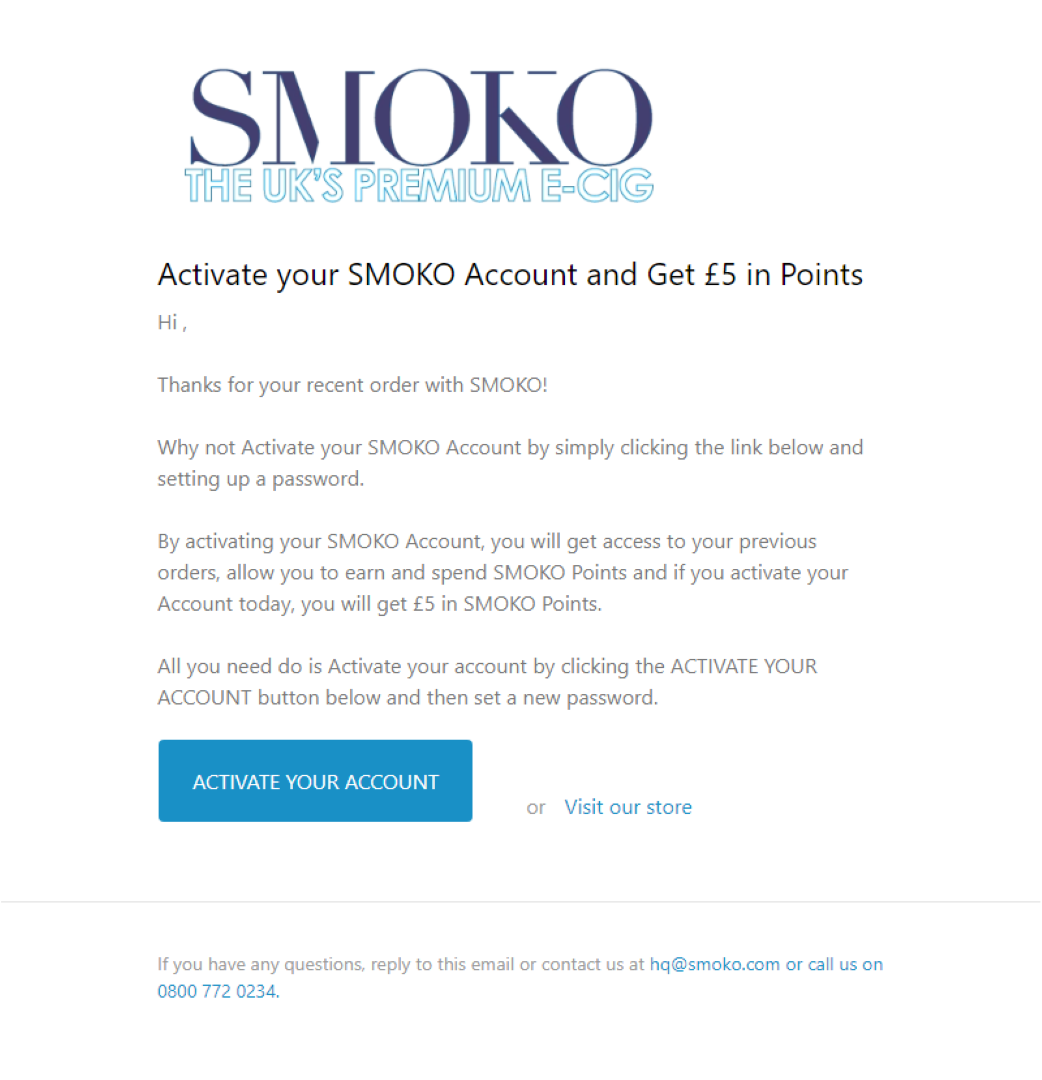 SMOKO
THE UK'S PREMIUM E-CIG
Activate your SMOKO Account and Get £5 in Points
Hi ,
Thanks for your recent order with SMOKO!
Why not Activate your SMOKO Account by simply clicking the link below and
setting up a password.
By activating your SMOKO Account, you will get access to your previous
orders, allow you to earn and spend SMOKO Points and if you activate your
Account today, you will get £5 in SMOKO Points.
All you need do is Activate your account by clicking the ACTIVATE YOUR
ACCOUNT button below and then set a new password.
ACTIVATE YOUR ACCOUNT
or Visit our store
If you have any questions, reply to this email or contact us at hq@smoko.com or call us on
0800 772 0234.